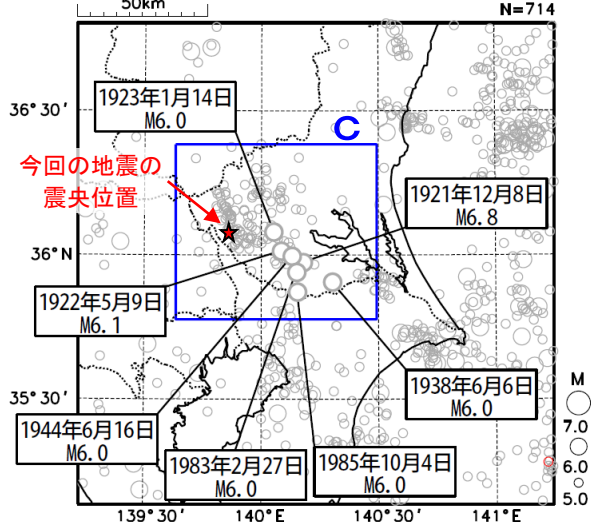 50km
N=714
36°30′
1923年1月14日
M6.0
C
今回の地震の
震央位置
1921年12月8日
M6.8
36°N
1922年5月9日
M6.1
35°30′
1938年6月6日
M6.0
1944年6月16日
M6.0
1983年2月27日
M6.0
1985年10月4日
M6.0
M
7.0
6.0
5.0
139°30′
140°E
140°30′
141°E